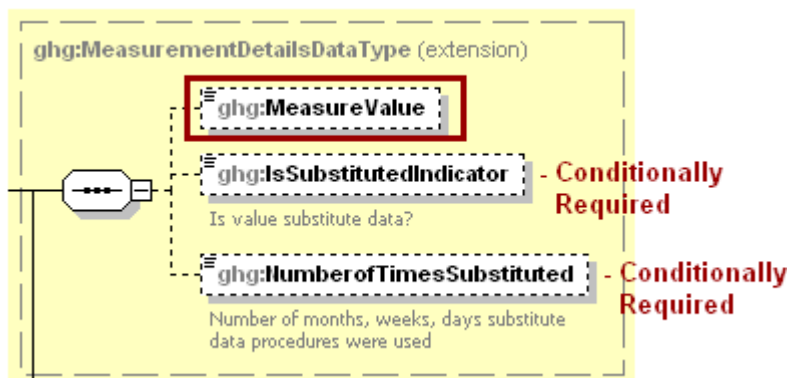 ghg:MeasurementDetailsDataType (extension)
ghg:MeasureValue
ghg:IsSubstitutedIndicator - Conditionally
Required
Is value substitute data?
ghg:NumberofTimesSubstituted - Conditionally
Required
Number of months, weeks, days substitute
data procedures were used